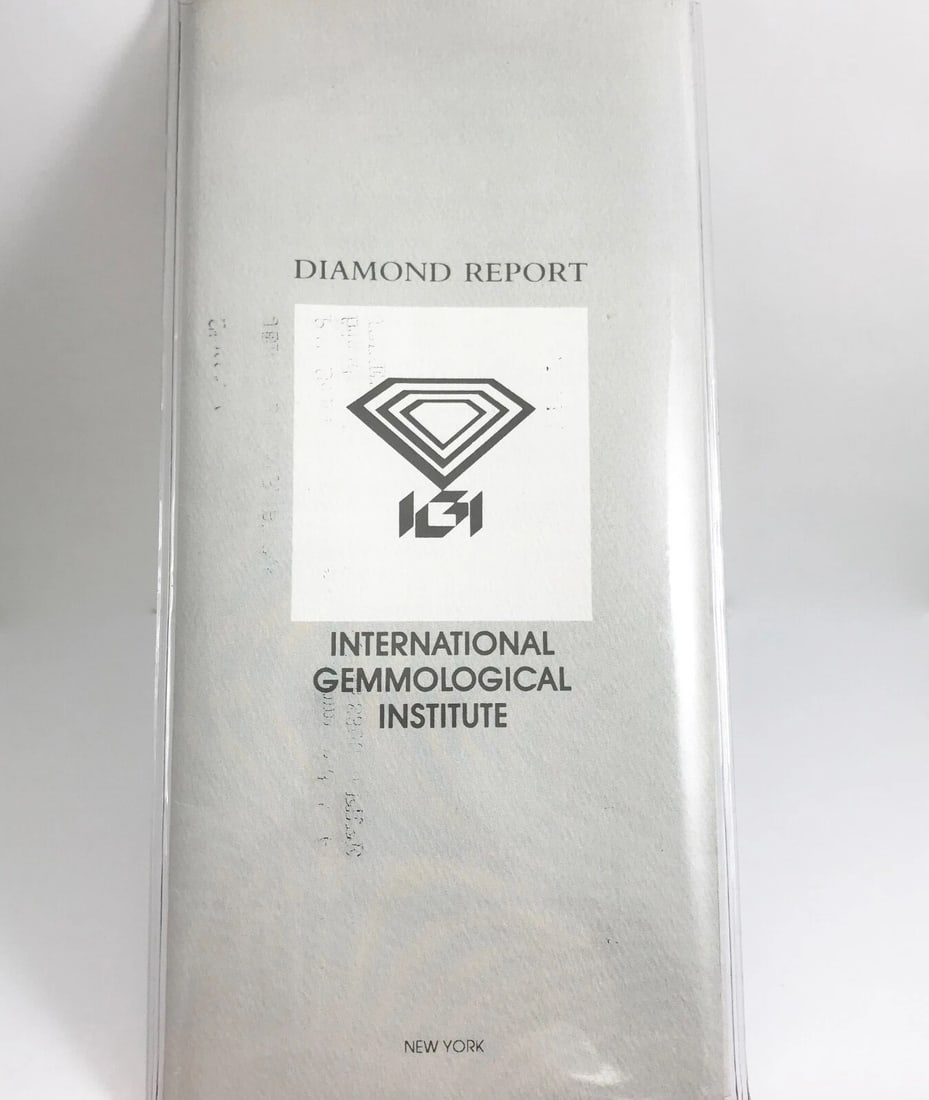 DIAMOND REPORT
IGI
INTERNATIONAL
GEMMOLOGICAL
INSTITUTE
NEW YORK